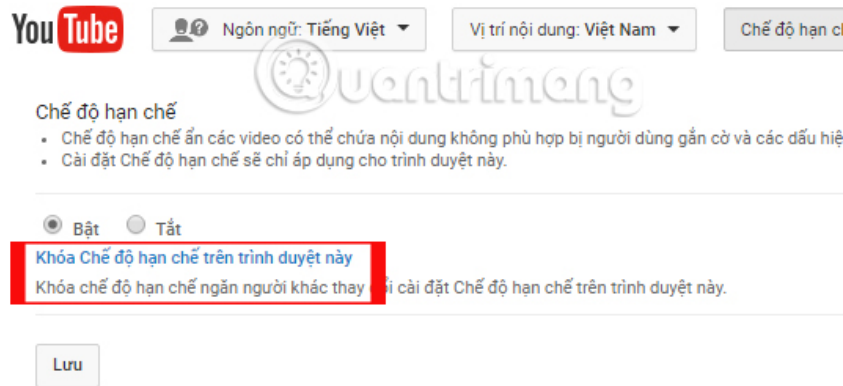 YouTube
Ngôn ngữ: Tiếng Việt
Vị trí nội dung: Việt Nam
Chế độ hạn
Quantrimang
Chế độ hạn chế
Chế độ hạn chế ẩn các video có thể chứa nội dung không phù hợp bị người dùng gắn cờ và các dấu
Cài đặt Chế độ hạn chế sẽ chỉ áp dụng cho trình duyệt này.
Bật
Tắt
Khóa Chế độ hạn chế trên trình duyệt này
Khóa chế độ hạn chế ngăn người khác thay cài đặt Chế độ hạn chế trên trình duyệt này.
Lưu